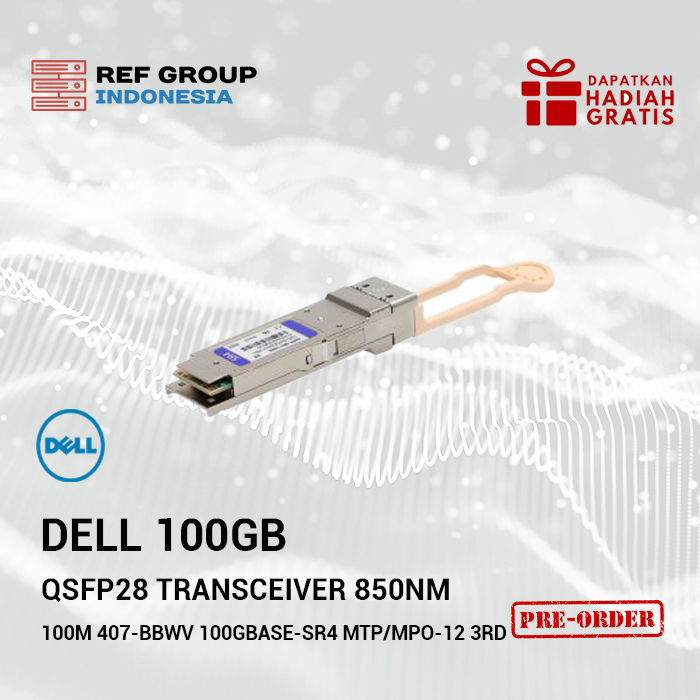 REF GROUP
INDONESIA
DAPATKAN
HADIAH
GRATIS
DELL
DELL 100GB
QSFP28 TRANSCEIVER 850NM
100M 407-BBWV 100GBASE-SR4 MTP/MPO-12 3RD
PRE-ORDER